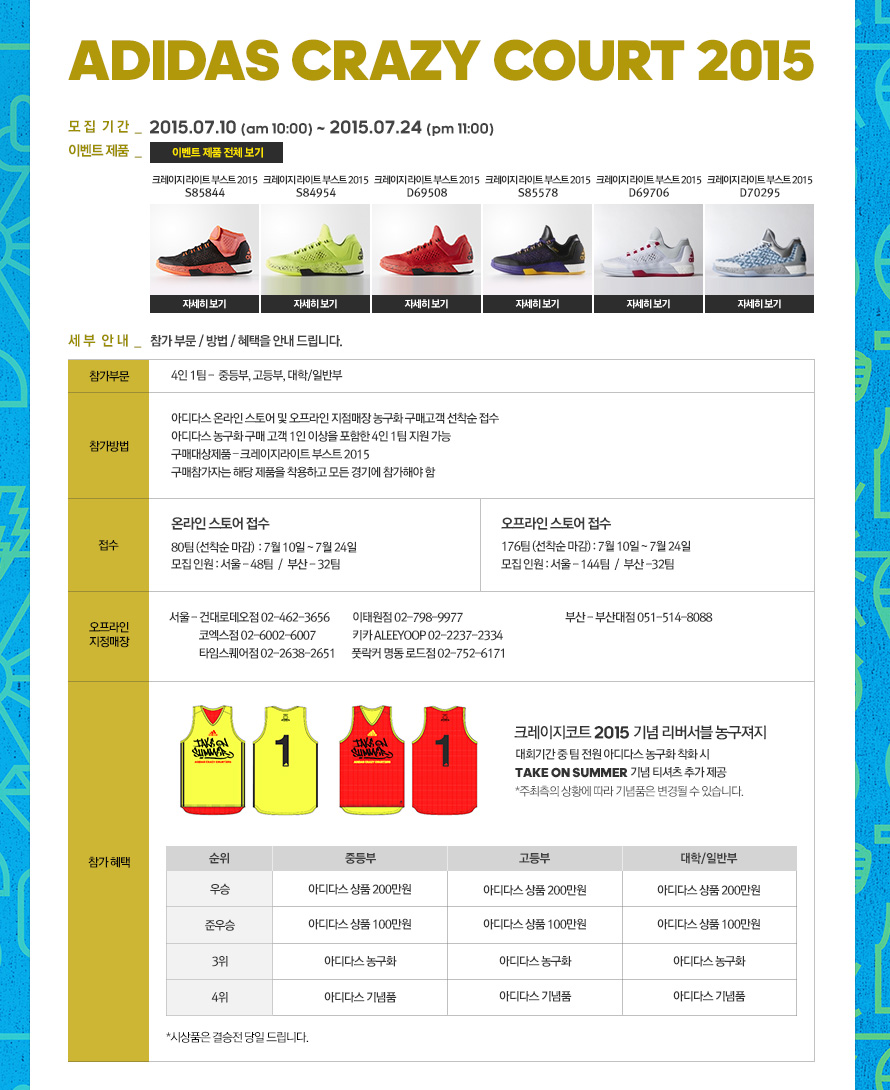 ADIDAS CRAZY COURT 2015
모집 기간 _ 2015.07.10 (am 10:00) ~ 2015.07.24 (pm 11:00)
이벤트 제품 _ 이벤트 제품 전체 보기
크레이지 라이트 부스트 2015 크레이지 라이트 부스트 2015 크레이지 라이트 부스트 2015 크레이지 라이트 부스트 2015 크레이지 라이트 부스트 2015 크레이지 라이트 부스트 2015
S85844 S84954 D69508 S85578 D69706 D70295
자세히 보기 자세히 보기 자세히 보기 자세히 보기 자세히 보기 자세히 보기
세부 안내 _ 참가 부문 / 방법 / 혜택을 안내 드립니다.
참가부문
4인 1팀 – 중등부, 고등부, 대학/일반부
참가방법
아디다스 온라인 스토어 및 오프라인 지점매장 농구화 구매고객 선착순 접수
아디다스 농구화 구매 고객 1인 이상을 포함한 4인 1팀 지원 가능
구매대상제품 – 크레이지라이트 부스트 2015
구매참가자는 해당 제품을 착용하고 모든 경기에 참가해야 함
접수
온라인 스토어 접수
80팀 (선착순 마감) : 7월 10일 ~ 7월 24일
모집 인원 : 서울 – 48팀 / 부산 – 32팀
오프라인 스토어 접수
176팀 (선착순 마감) : 7월 10일 ~ 7월 24일
모집 인원 : 서울 – 144팀 / 부산 –32팀
오프라인
지정매장
서울 – 건대로데오점 02–462–3656 이태원점 02–798–9977 부산 – 부산대점 051–514–8088
코엑스점 02–6002–6007 키카 ALEEYOOP 02–2237–2334
타임스퀘어점 02–2638–2651 풋락커 명동 로드점 02–752–6171
참가 혜택
TAKE ON
SUMMER
ADIDAS CRAZY COURT 2015
1
TAKE ON
SUMMER
ADIDAS CRAZY COURT 2015
1
크레이지코트 2015 기념 리버서블 농구져지
대회기간 중 팀 전원 아디다스 농구화 착화 시
TAKE ON SUMMER 기념 티셔츠 추가 제공
*주최측의 상황에 따라 기념품은 변경될 수 있습니다.
순위 중등부 고등부 대학/일반부
우승 아디다스 상품 200만원 아디다스 상품 200만원 아디다스 상품 200만원
준우승 아디다스 상품 100만원 아디다스 상품 100만원 아디다스 상품 100만원
3위 아디다스 농구화 아디다스 농구화 아디다스 농구화
4위 아디다스 기념품 아디다스 기념품 아디다스 기념품
*시상품은 결승전 당일 드립니다.